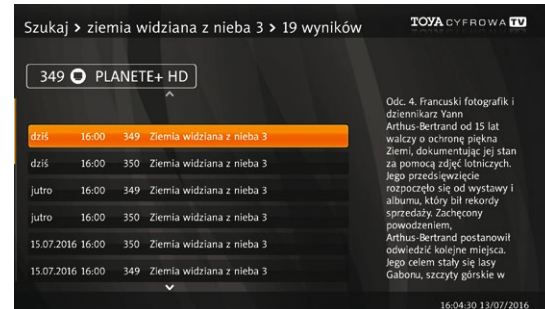 Szukaj > ziemia widziana z nieba 3 > 19 wyników
TOYA CYFROWA TV
349 PLANETE+ HD
dziś 16:00 349 Ziemia widziana z nieba 3
dziś 16:00 350 Ziemia widziana z nieba 3
jutro 16:00 349 Ziemia widziana z nieba 3
jutro 16:00 350 Ziemia widziana z nieba 3
15.07.2016 16:00 350 Ziemia widziana z nieba 3
15.07.2016 16:00 349 Ziemia widziana z nieba 3
Odc. 4. Francuski fotografik i
dziennikarz Yann
Arthus-Bertrand od 15 lat
walczy o ochronę piękna
Ziemi, dokumentując jej stan
za pomocą zdjęć lotniczych.
Jego przedsięwzięcie
rozpoczęło się od wystawy i
albumu, który bił rekordy
sprzedaży. Zachęcony
powodzeniem,
Arthus-Bertrand postanowił
odwiedzić kolejne miejsca.
Jego celem stały się lasy
Gabonu, szczyty górskie w
16:04:30 13/07/2016